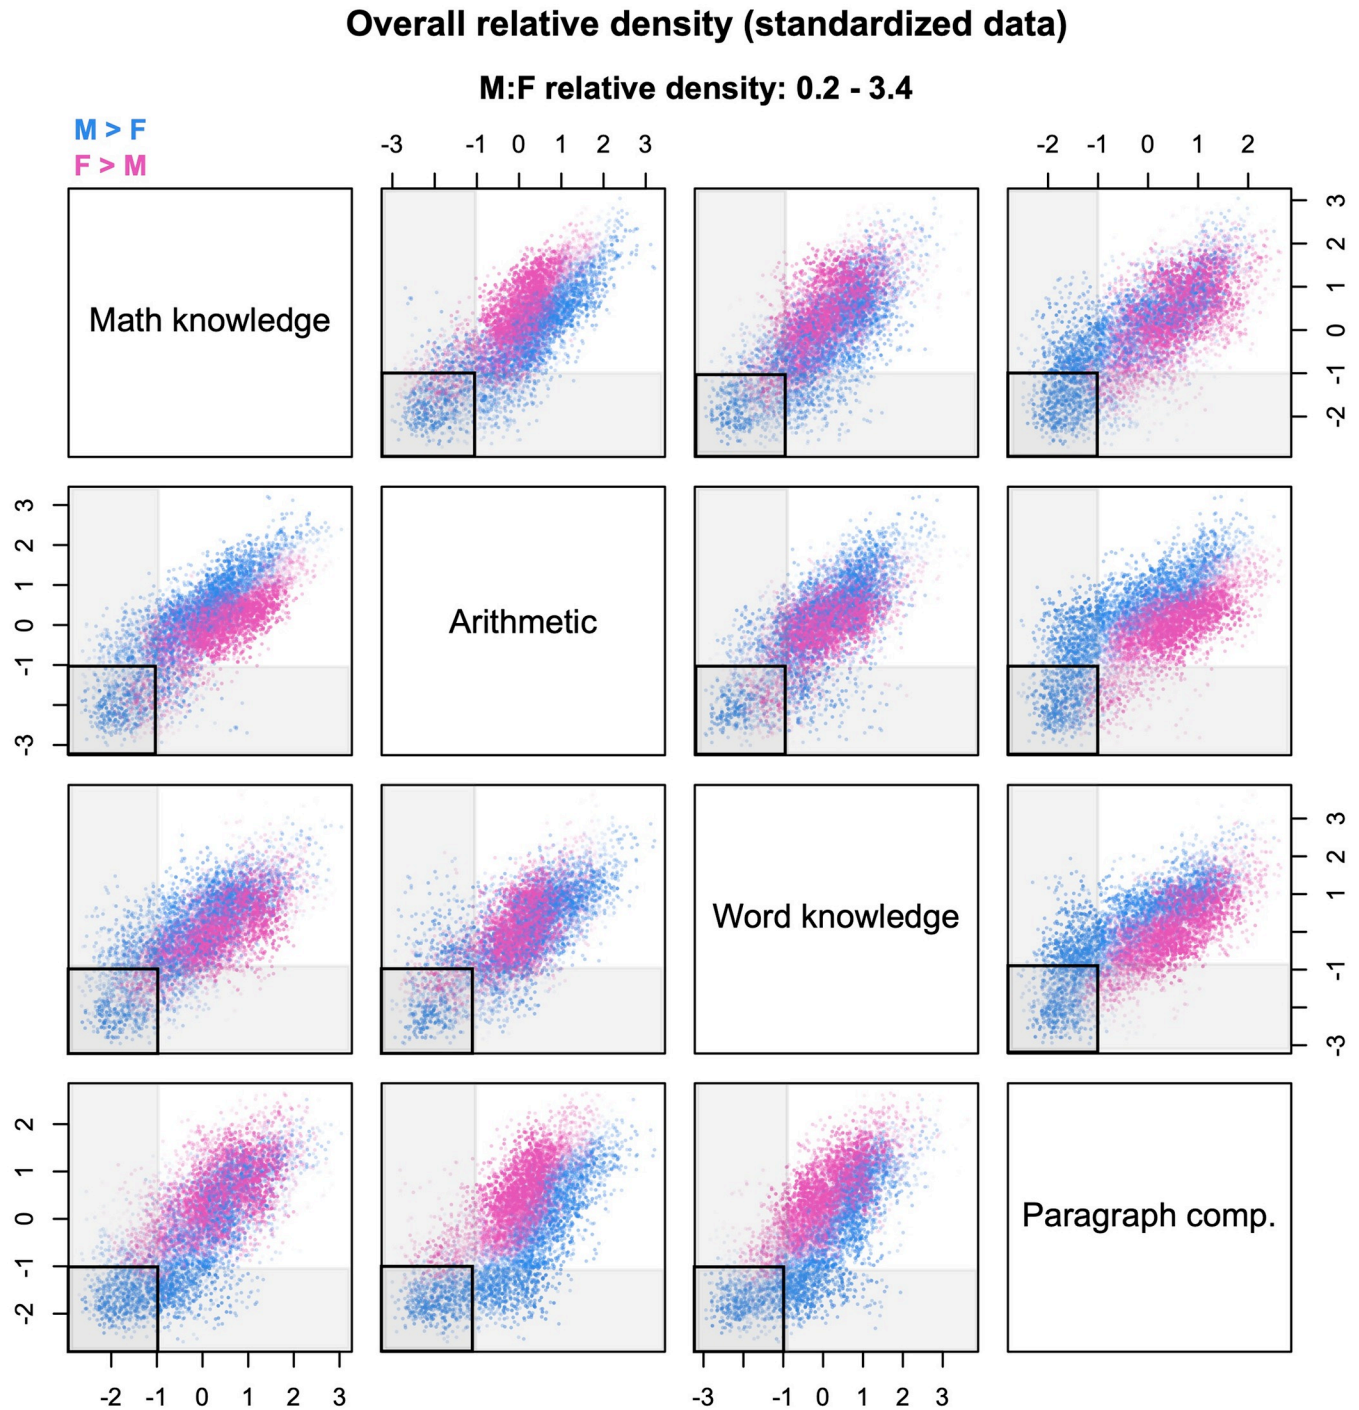 Overall relative density (standardized data)
M:F relative density: 0.2 - 3.4
M > F
F > M
-3 -1 0 1 2 3
-2 -1 0 1 2
Math knowledge
3
2
1
0
-1
-2
3
2
1
0
-1
-3
Arithmetic
Word knowledge
3
2
1
-1
-3
2
1
0
-1
-2
Paragraph comp.
-2 -1 0 1 2 3
-3 -1 0 1 2 3